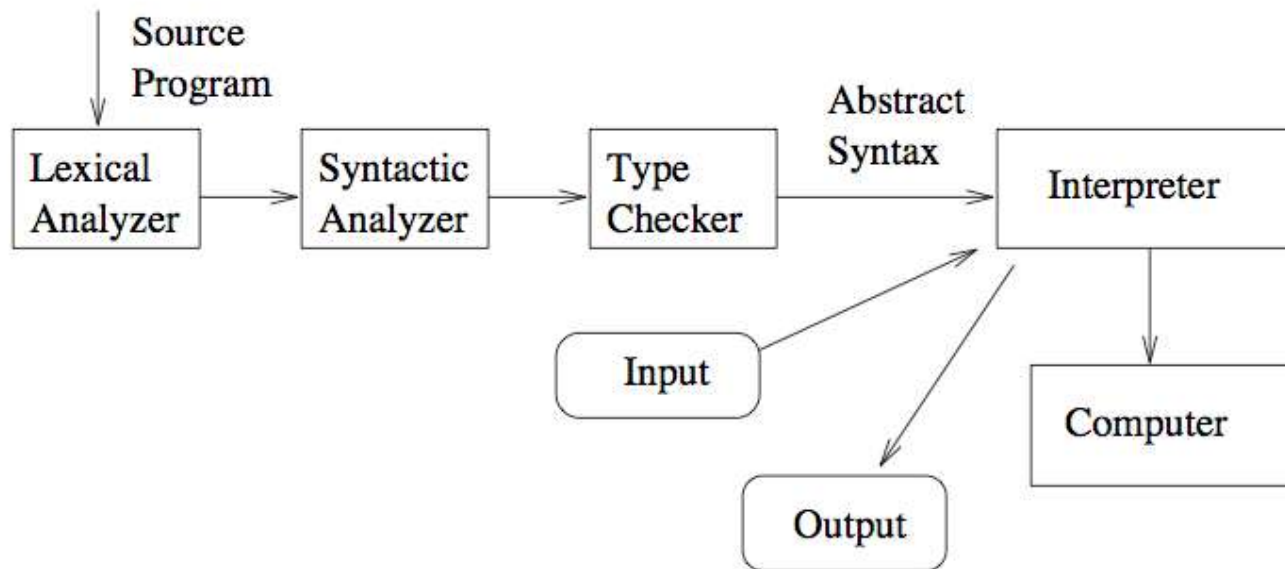 Source
Program
Lexical
Analyzer
Syntactic
Analyzer
Type
Checker
Abstract
Syntax
Interpreter
Input
Computer
Output